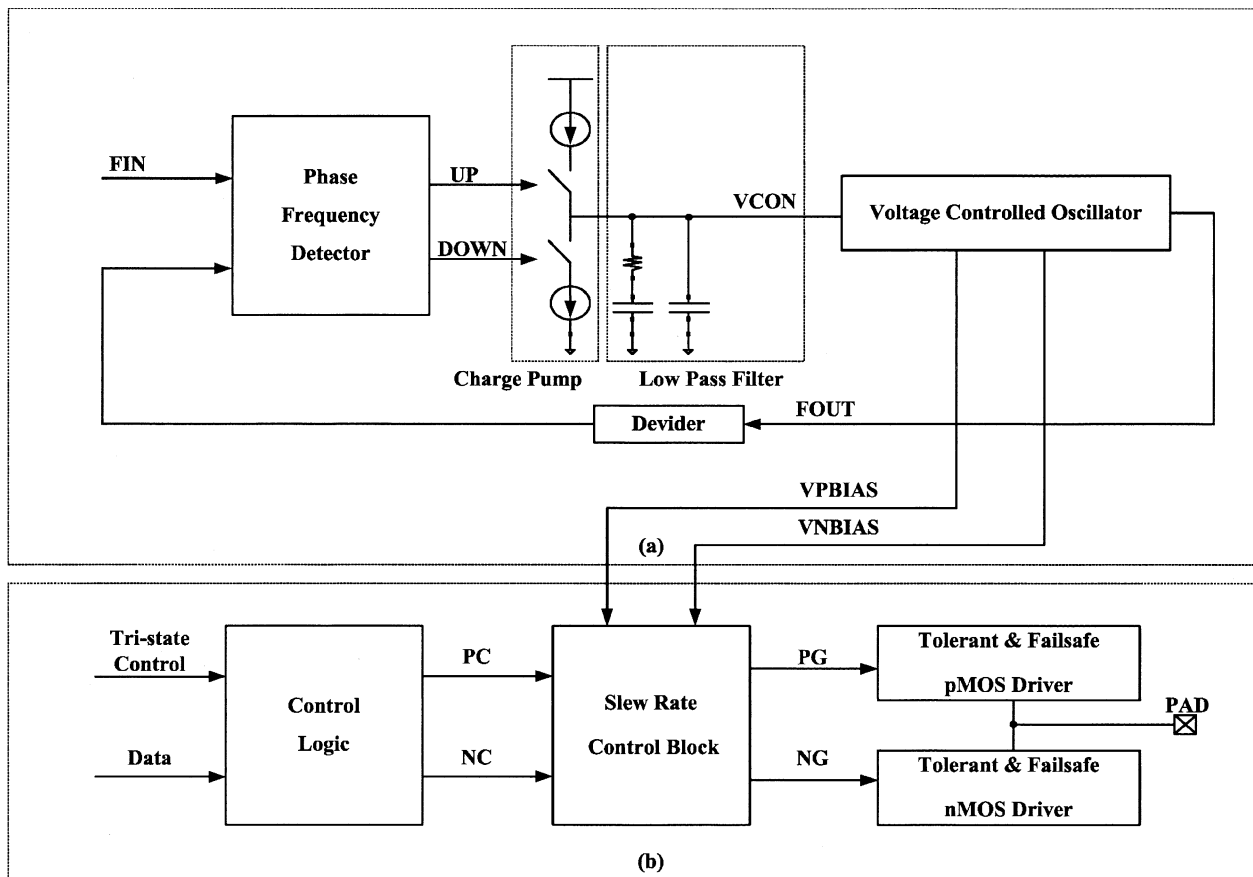 FIN
Phase
Frequency
Detector
UP
DOWN
VCON
Voltage Controlled Oscillator
Charge Pump
Low Pass Filter
Devider
FOUT
VPBIAS
VNBIAS
(a)
Tri-state
Control
Data
Control
Logic
PC
NC
Slew Rate
Control Block
PG
NG
Tolerant & Failsafe
pMOS Driver
PAD
Tolerant & Failsafe
nMOS Driver
(b)